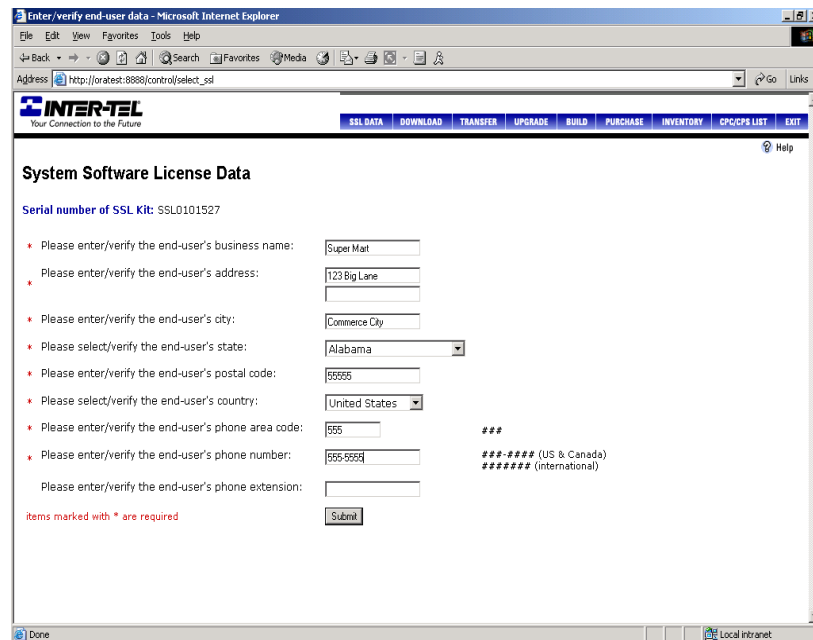 Enter/verify end-user data - Microsoft Internet Explorer
File Edit View Favorites Tools Help
Back Search Favorites Media
Address http://oratest:8888/control/select_ssl Go Links
INTER-TEL
Your Connection to the Future
SSL DATA DOWNLOAD TRANSFER UPGRADE BUILD PURCHASE INVENTORY CPC/CPS LIST EXIT
Help
System Software License Data
Serial number of SSL Kit: SSL0101527
* Please enter/verify the end-user's business name: Super Mart
* Please enter/verify the end-user's address: 123 Big Lane
* Please enter/verify the end-user's city: Commerce City
* Please select/verify the end-user's state: Alabama
* Please enter/verify the end-user's postal code: 55555
* Please select/verify the end-user's country: United States
* Please enter/verify the end-user's phone area code: 555 ###
* Please enter/verify the end-user's phone number: 555-5555 ###-#### (US & Canada)
####### (international)
Please enter/verify the end-user's phone extension:
items marked with * are required Submit
Done Local intranet